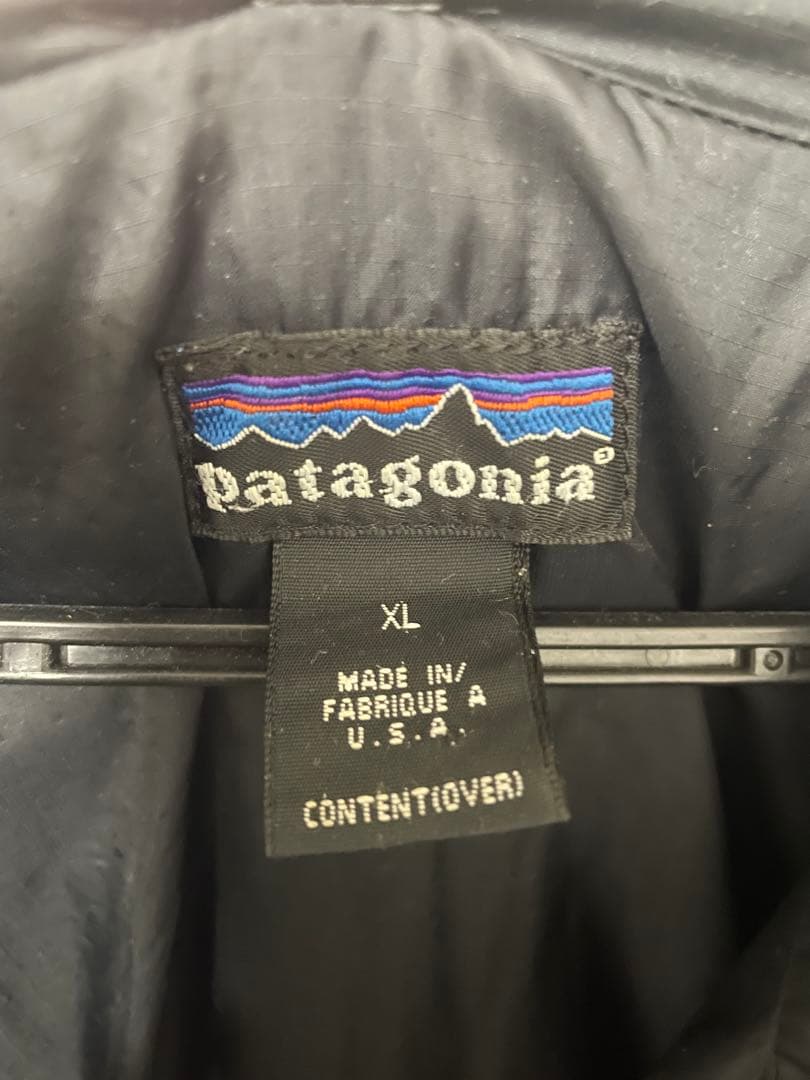 patagonia®
XL
MADE IN/
FABRIQUE A
U.S.A.
CONTENT(OVER)